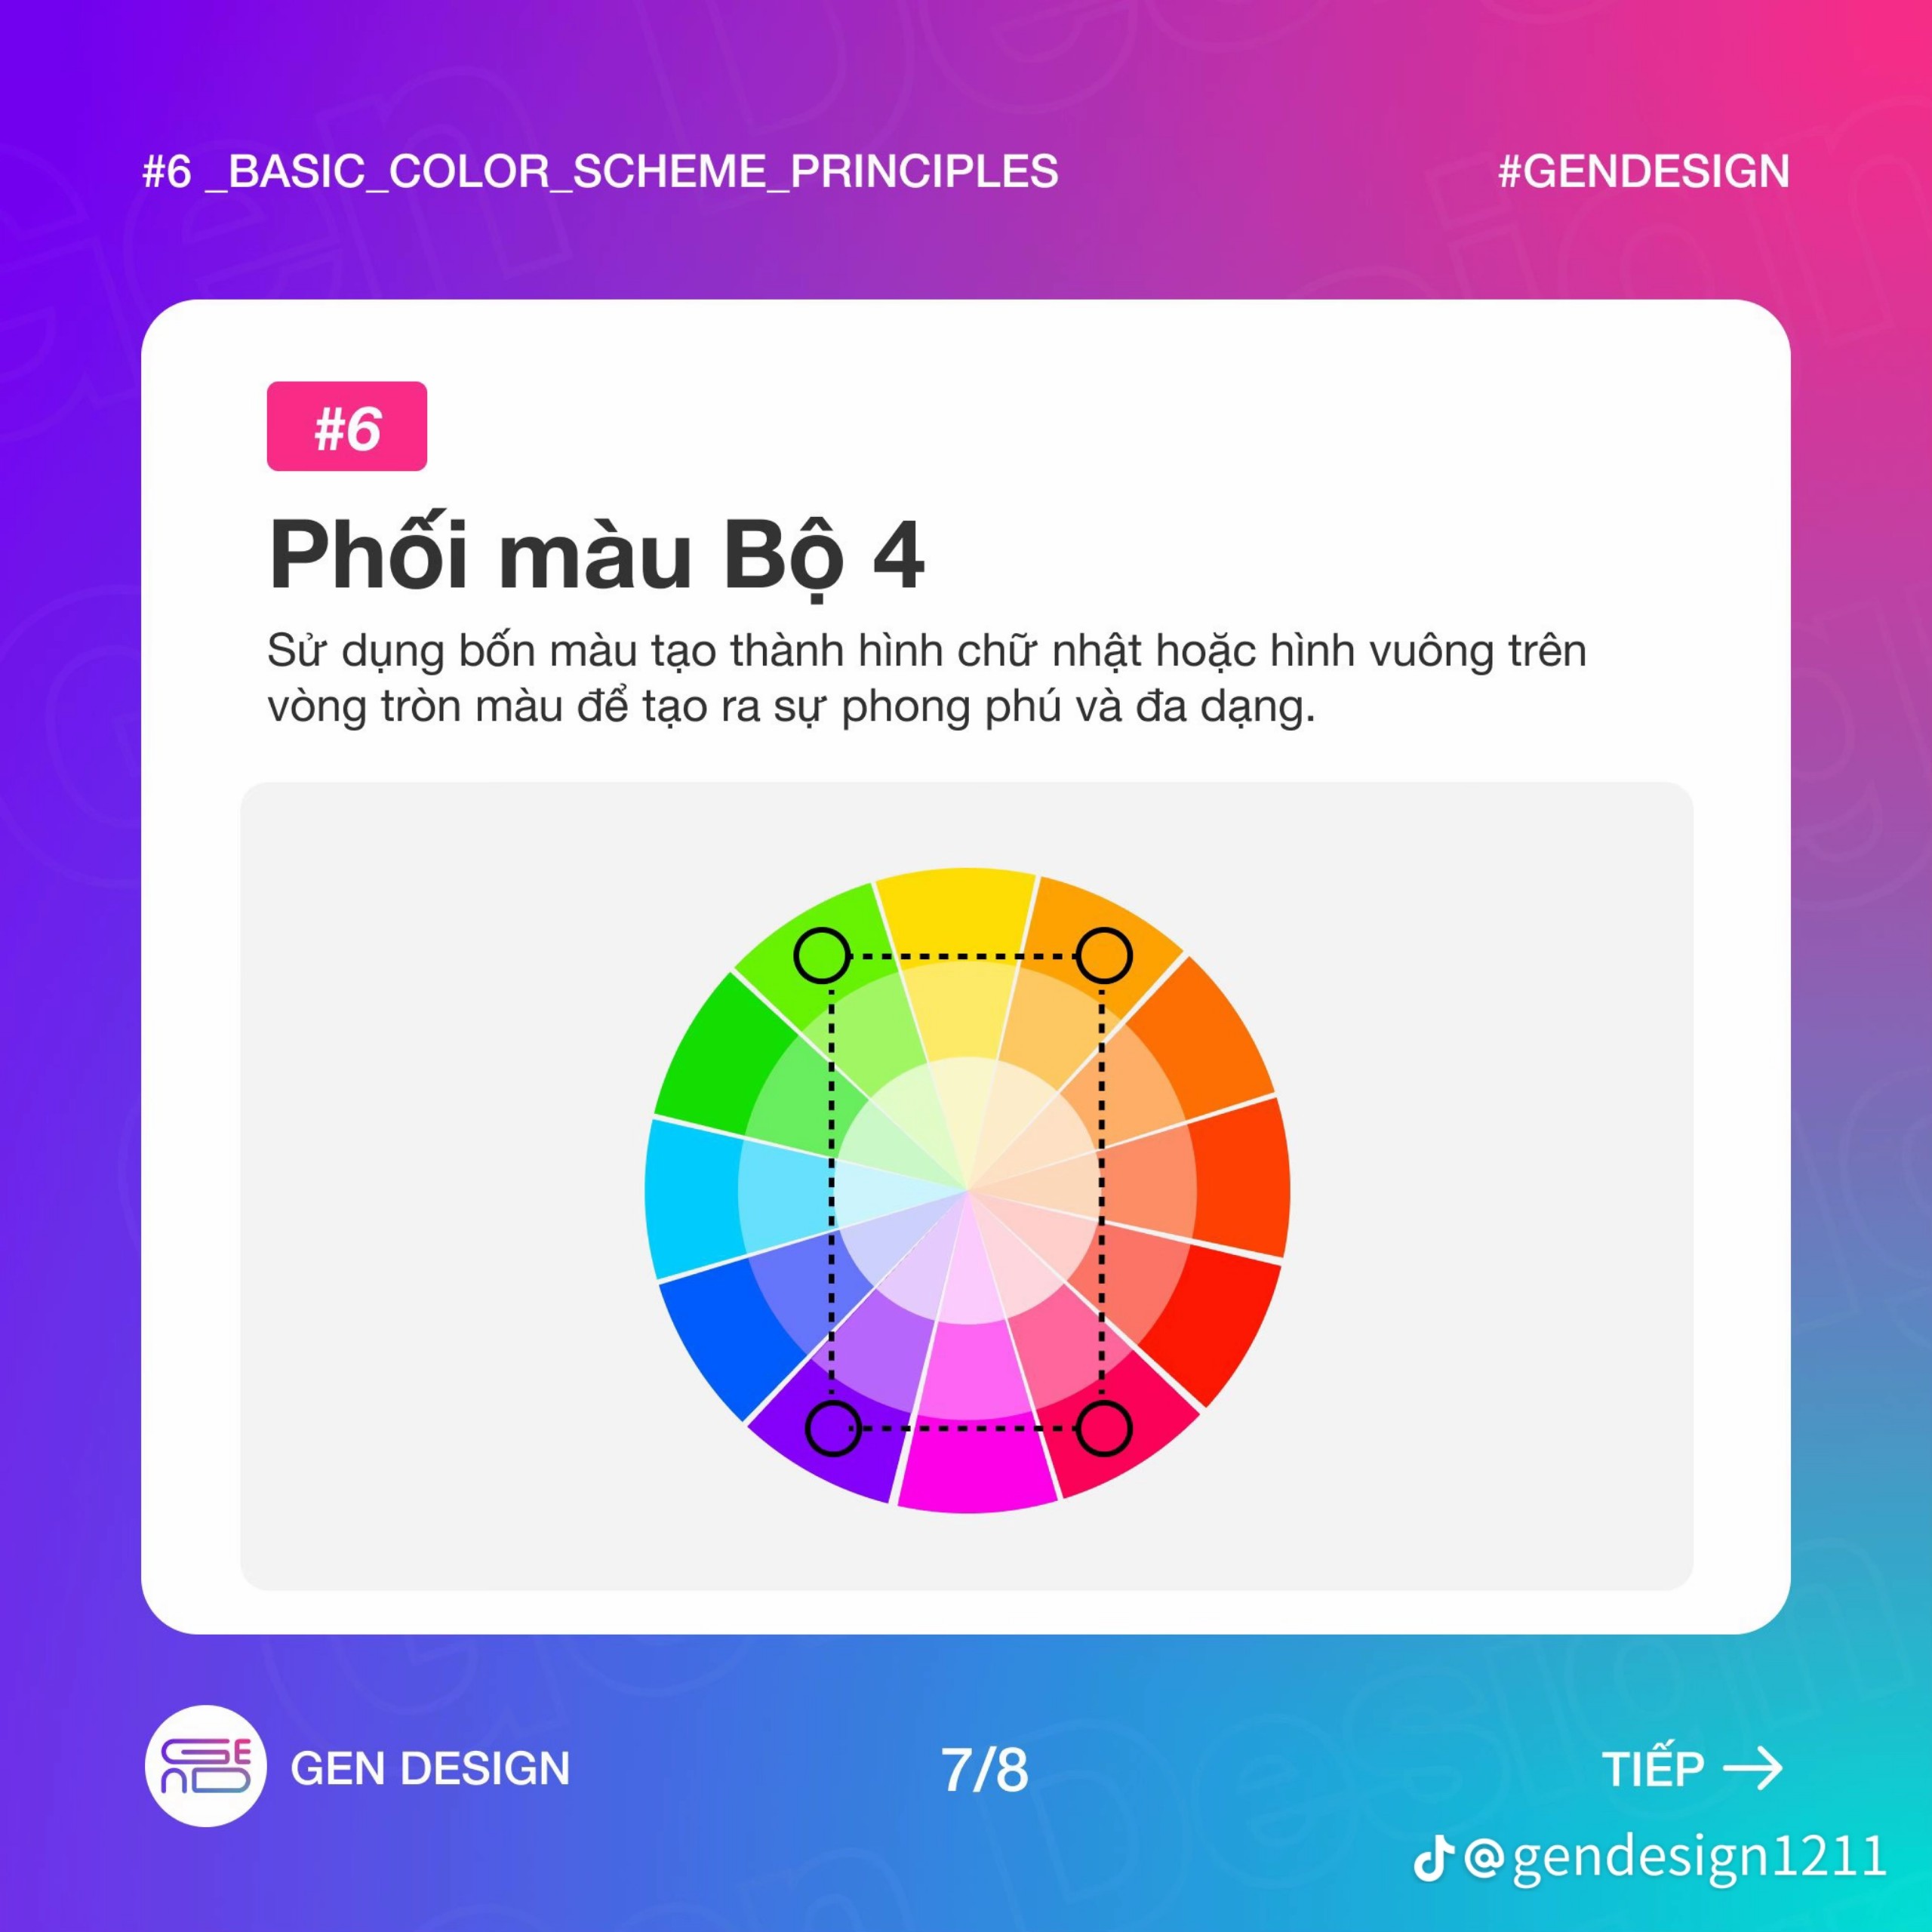 #6 _BASIC_COLOR_SCHEME_PRINCIPLES
#GENDESIGN
#6
Phối màu Bộ 4
Sử dụng bốn màu tạo thành hình chữ nhật hoặc hình vuông trên
vòng tròn màu để tạo ra sự phong phú và đa dạng.
GEN DESIGN
7/8
TIẾP →
@gendesign1211